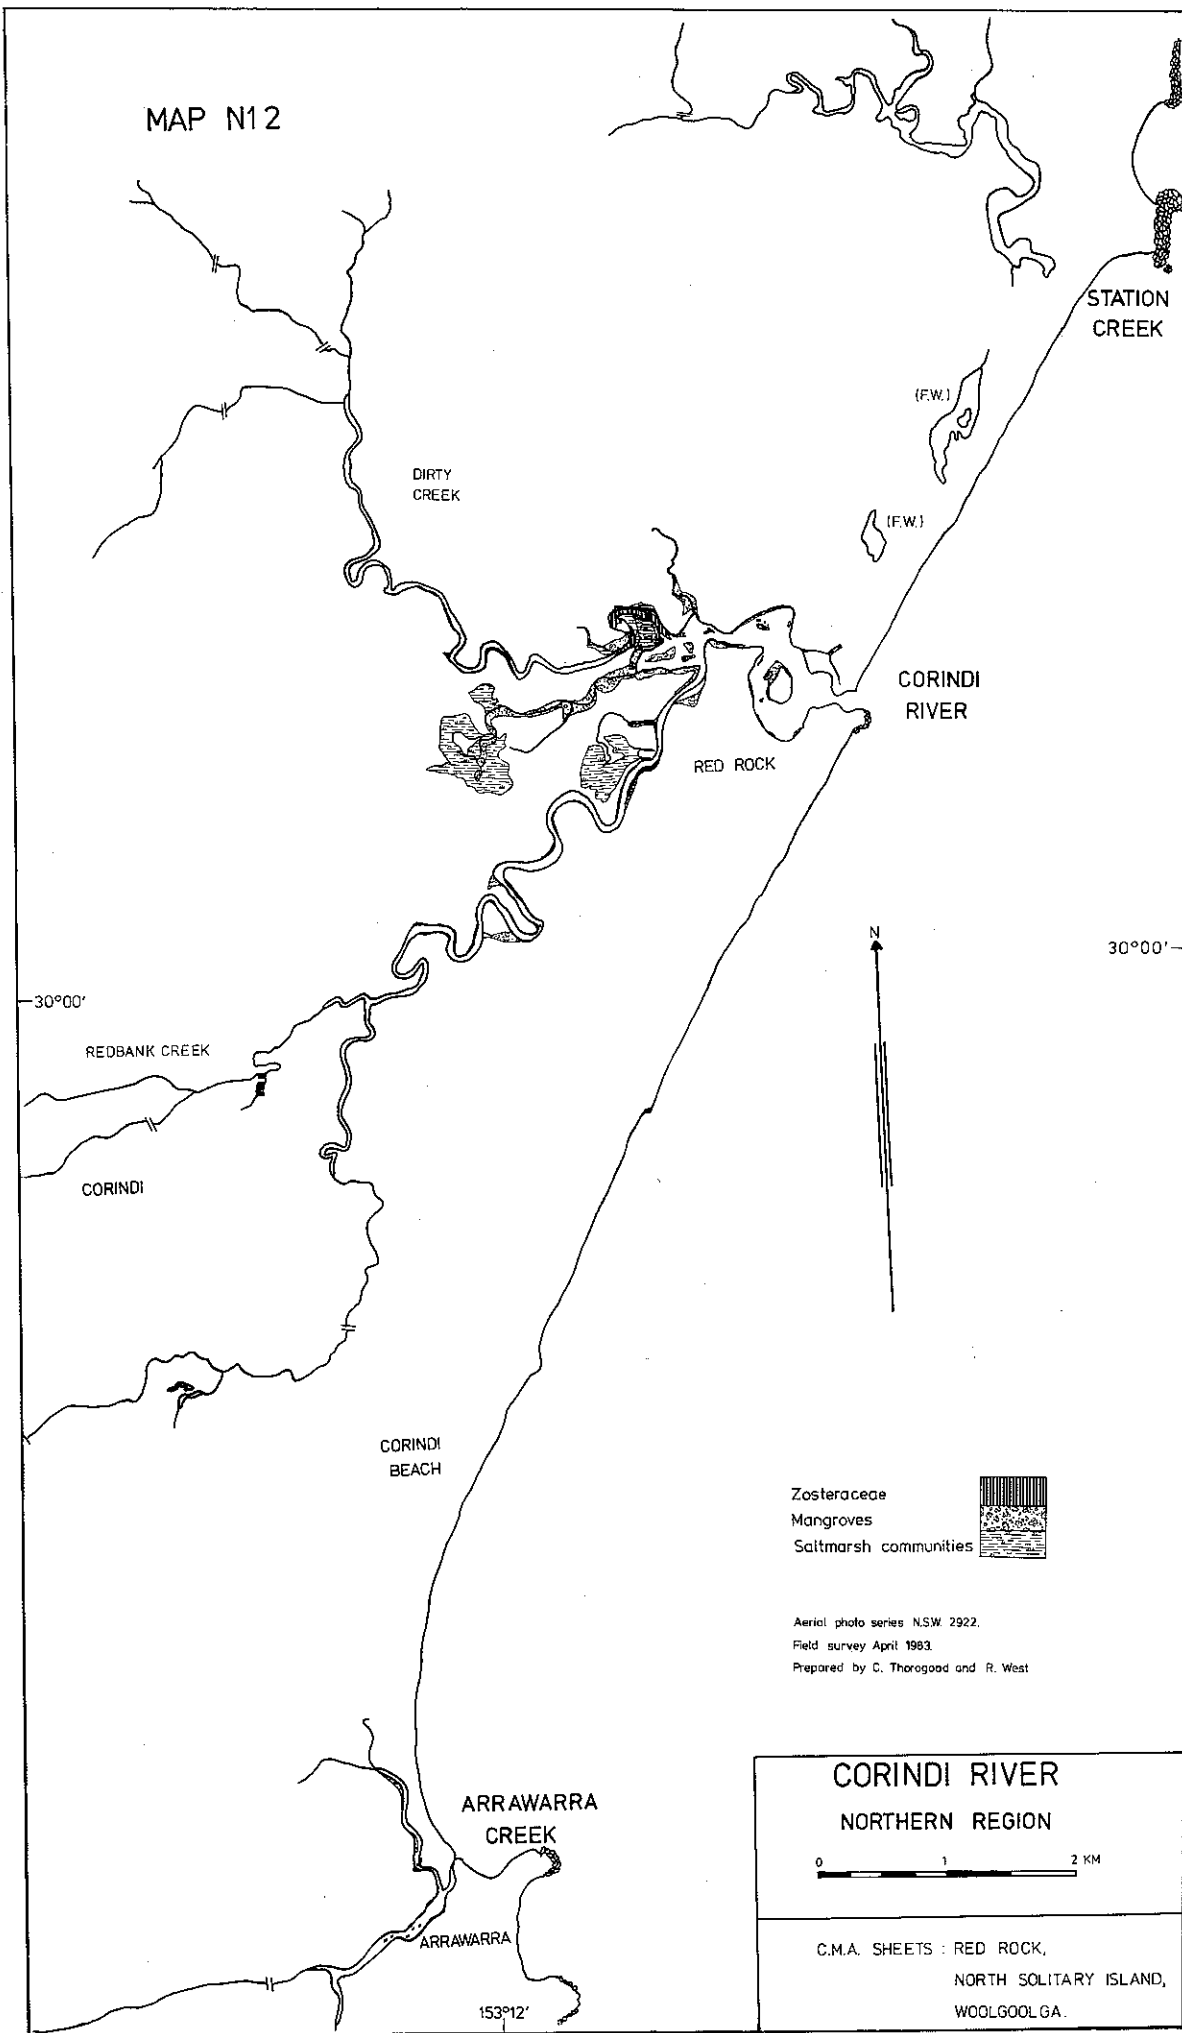 MAP N12
STATION
CREEK
(F.W.)
DIRTY
CREEK
(F.W.)
CORINDI
RIVER
RED ROCK
N
30°00'
30°00'
REDBANK CREEK
CORINDI
CORINDI
BEACH
Zosteraceae
Mangroves
Saltmarsh communities
Aerial photo series N.S.W. 2922.
Field survey April 1983.
Prepared by C. Thorogood and R. West
ARRAWARRA
CREEK
ARRAWARRA
153°12'
CORINDI RIVER
NORTHERN REGION
0 1 2 KM
C.M.A. SHEETS : RED ROCK,
NORTH SOLITARY ISLAND,
WOOLGOOLGA.